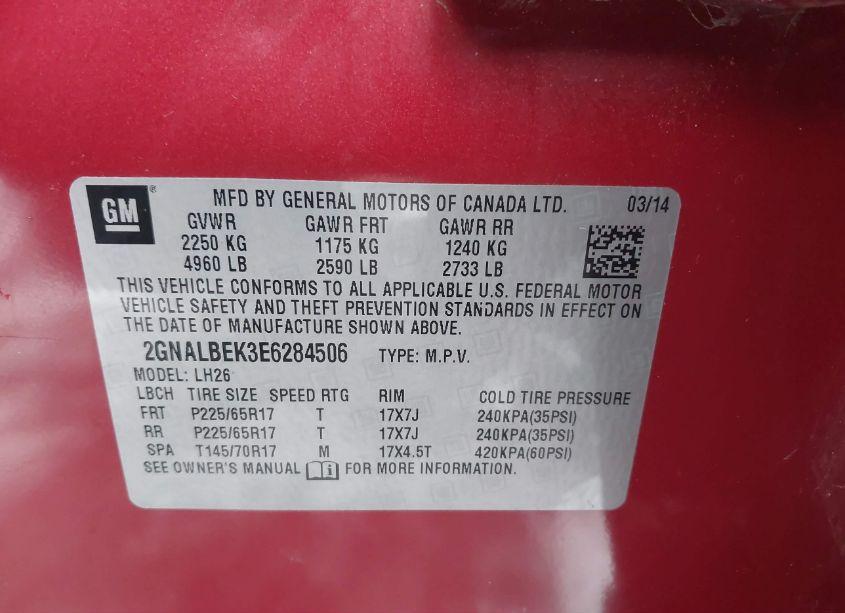 GM ® MFD BY GENERAL MOTORS OF CANADA LTD. 03/14
GVWR GAWR FRT GAWR RR
2250 KG 1175 KG 1240 KG
4960 LB 2590 LB 2733 LB
THIS VEHICLE CONFORMS TO ALL APPLICABLE U.S. FEDERAL MOTOR
VEHICLE SAFETY AND THEFT PREVENTION STANDARDS IN EFFECT ON
THE DATE OF MANUFACTURE SHOWN ABOVE.
2GNALBEK3E6284506 TYPE: M.P.V.
MODEL: LH26
LBCH TIRE SIZE SPEED RTG RIM COLD TIRE PRESSURE
FRT P225/65R17 T 17X7J 240KPA(35PSI)
RR P225/65R17 T 17X7J 240KPA(35PSI)
SPA T145/70R17 M 17X4.5T 420KPA(60PSI)
SEE OWNER'S MANUAL i FOR MORE INFORMATION.